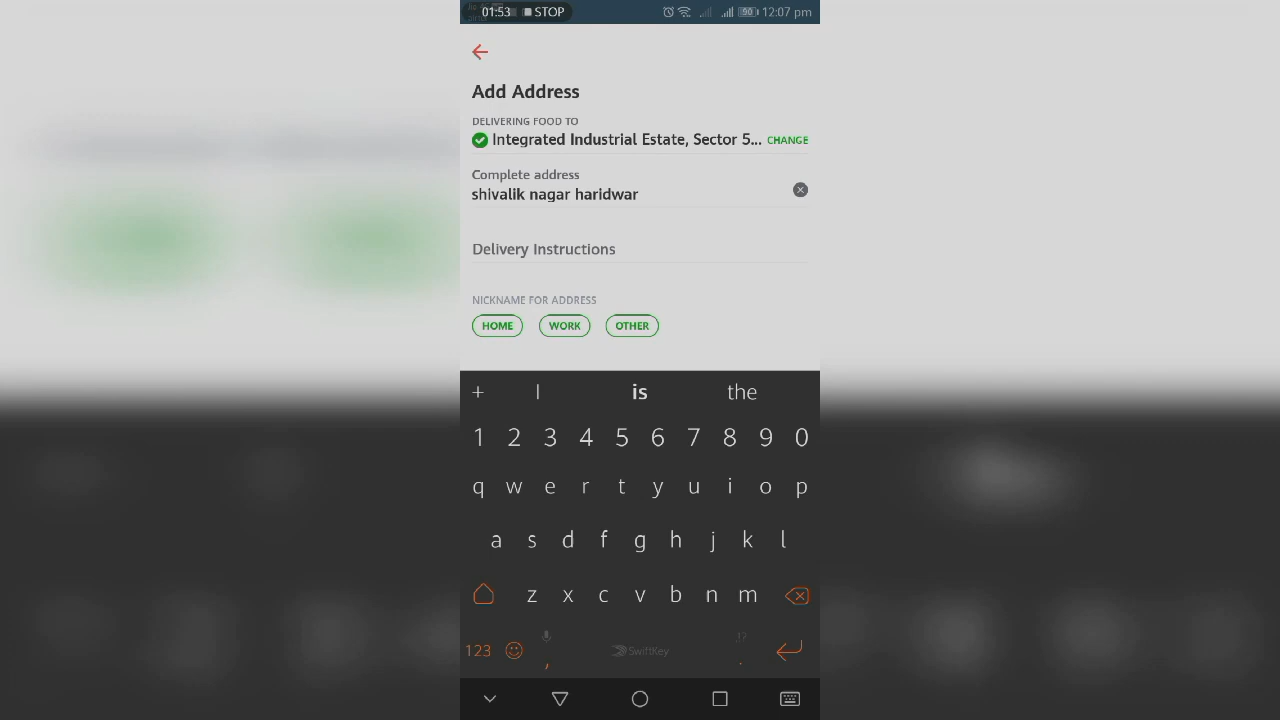 01:53 STOP 90 12:07 pm
Add Address
DELIVERING FOOD TO
Integrated Industrial Estate, Sector 5... CHANGE
Complete address
shivalik nagar haridwar
Delivery Instructions
NICKNAME FOR ADDRESS
HOME WORK OTHER
+ I is the
1 2 3 4 5 6 7 8 9 0
q w e r t y u i o p
a s d f g h j k l
z x c v b n m
123 , SwiftKey !? .